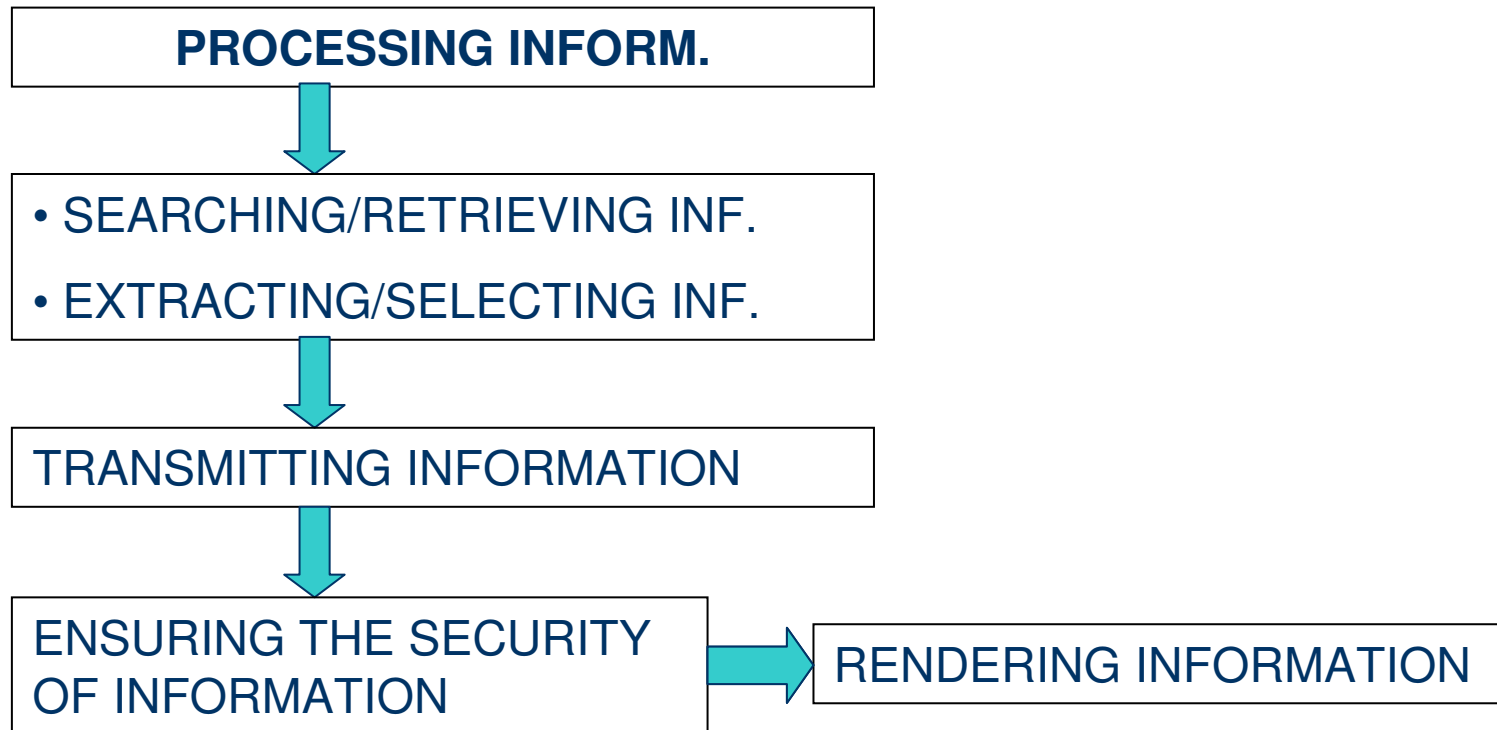 PROCESSING INFORM.
• SEARCHING/RETRIEVING INF.
• EXTRACTING/SELECTING INF.
TRANSMITTING INFORMATION
ENSURING THE SECURITY
OF INFORMATION
RENDERING INFORMATION